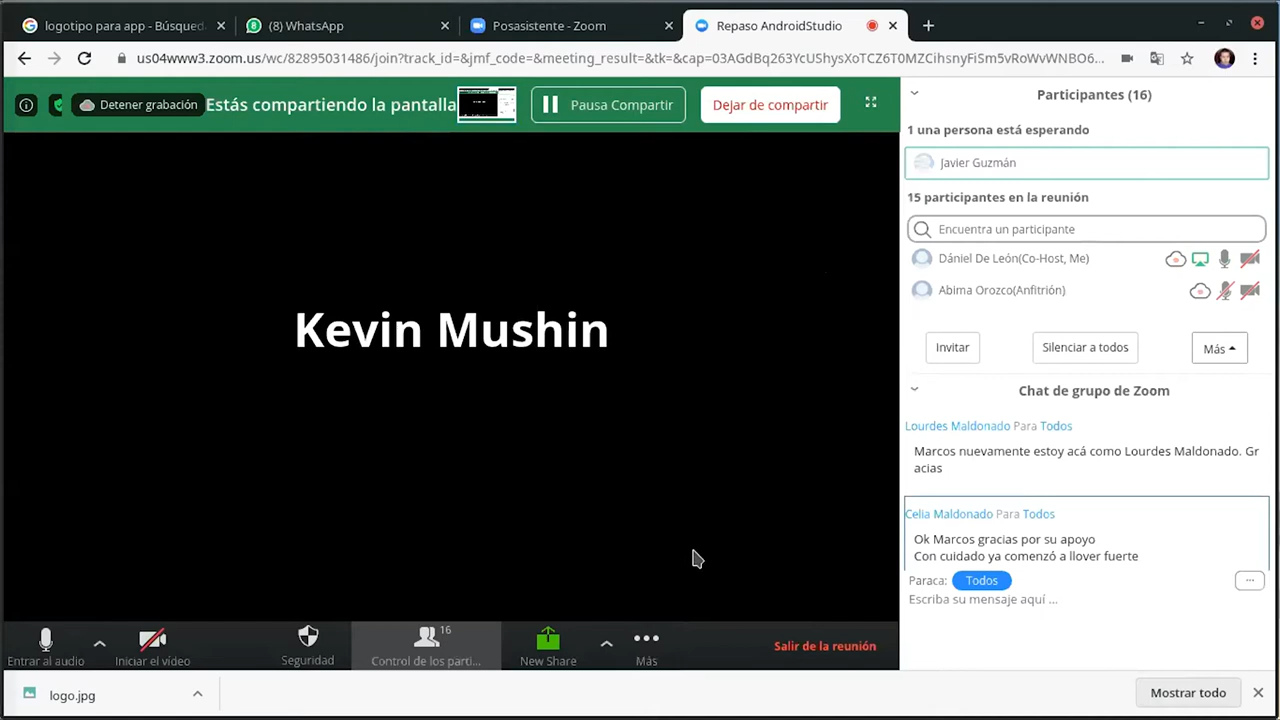 logotipo para app - Búsqued
(8) WhatsApp
Posasistente - Zoom
Repaso AndroidStudio
us04www3.zoom.us/wc/82895031486/join?track_id=&jmf_code=&meeting_result=&tk=&cap=03AGdBq263YcUShysXoTCZ6T0MZCihsnyFiSm5vRoWvWNBO6...
Detener grabación
Estás compartiendo la pantalla
Pausa Compartir
Dejar de compartir
Participantes (16)
1 una persona está esperando
Javier Guzmán
15 participantes en la reunión
Encuentra un participante
Dániel De León(Co-Host, Me)
Abima Orozco(Anfitrión)
Invitar
Silenciar a todos
Más
Kevin Mushin
Chat de grupo de Zoom
Lourdes Maldonado Para Todos
Marcos nuevamente estoy acá como Lourdes Maldonado. Gr
acias
Celia Maldonado Para Todos
Ok Marcos gracias por su apoyo
Con cuidado ya comenzó a llover fuerte
Paraca: Todos
...
Escriba su mensaje aquí ...
Entrar al audio
Iniciar el vídeo
Seguridad
16
Control de los parti...
New Share
Más
Salir de la reunión
logo.jpg
Mostrar todo